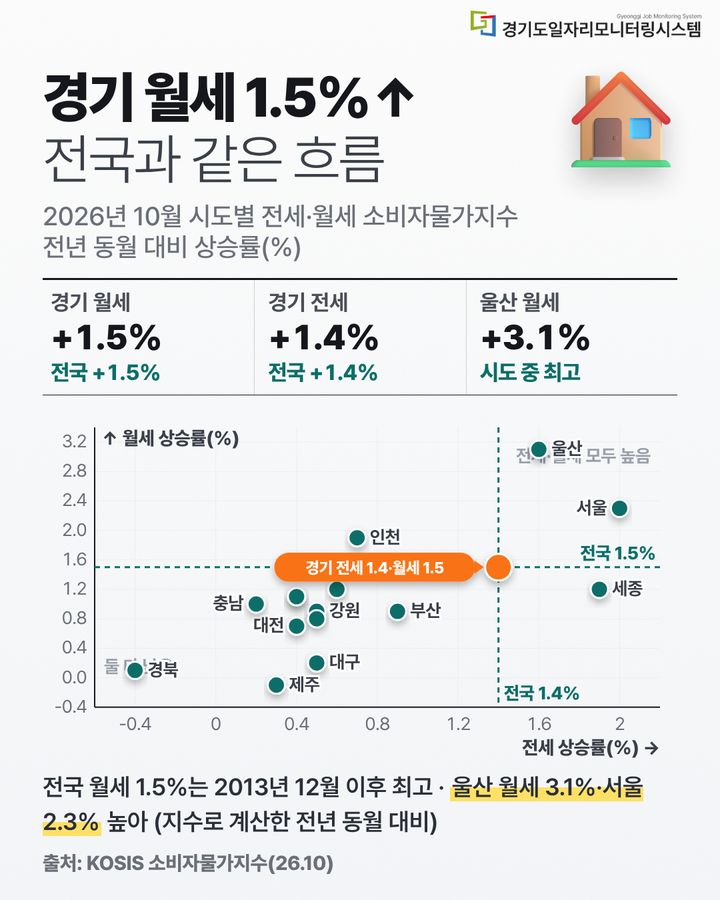 Gyeonggi Job Monitoring System
경기도일자리모니터링시스템
경기 월세 1.5%↑
전국과 같은 흐름
2026년 10월 시도별 전세·월세 소비자물가지수
전년 동월 대비 상승률(%)
경기 월세
+1.5%
전국 +1.5%
경기 전세
+1.4%
전국 +1.4%
울산 월세
+3.1%
시도 중 최고
↑ 월세 상승률(%)
3.2
2.8
2.4
2.0
1.6
1.2
0.8
0.4
0.0
-0.4
울산
모두 높음
서울
인천
전국 1.5%
경기 전세 1.4·월세 1.5
세종
충남
강원
부산
대전
대구
둘
경북
제주
전국 1.4%
-0.4
0
0.4
0.8
1.2
1.6
2
전세 상승률(%) →
전국 월세 1.5%는 2013년 12월 이후 최고 · 울산 월세 3.1%·서울
2.3% 높아 (지수로 계산한 전년 동월 대비)
출처: KOSIS 소비자물가지수(26.10)